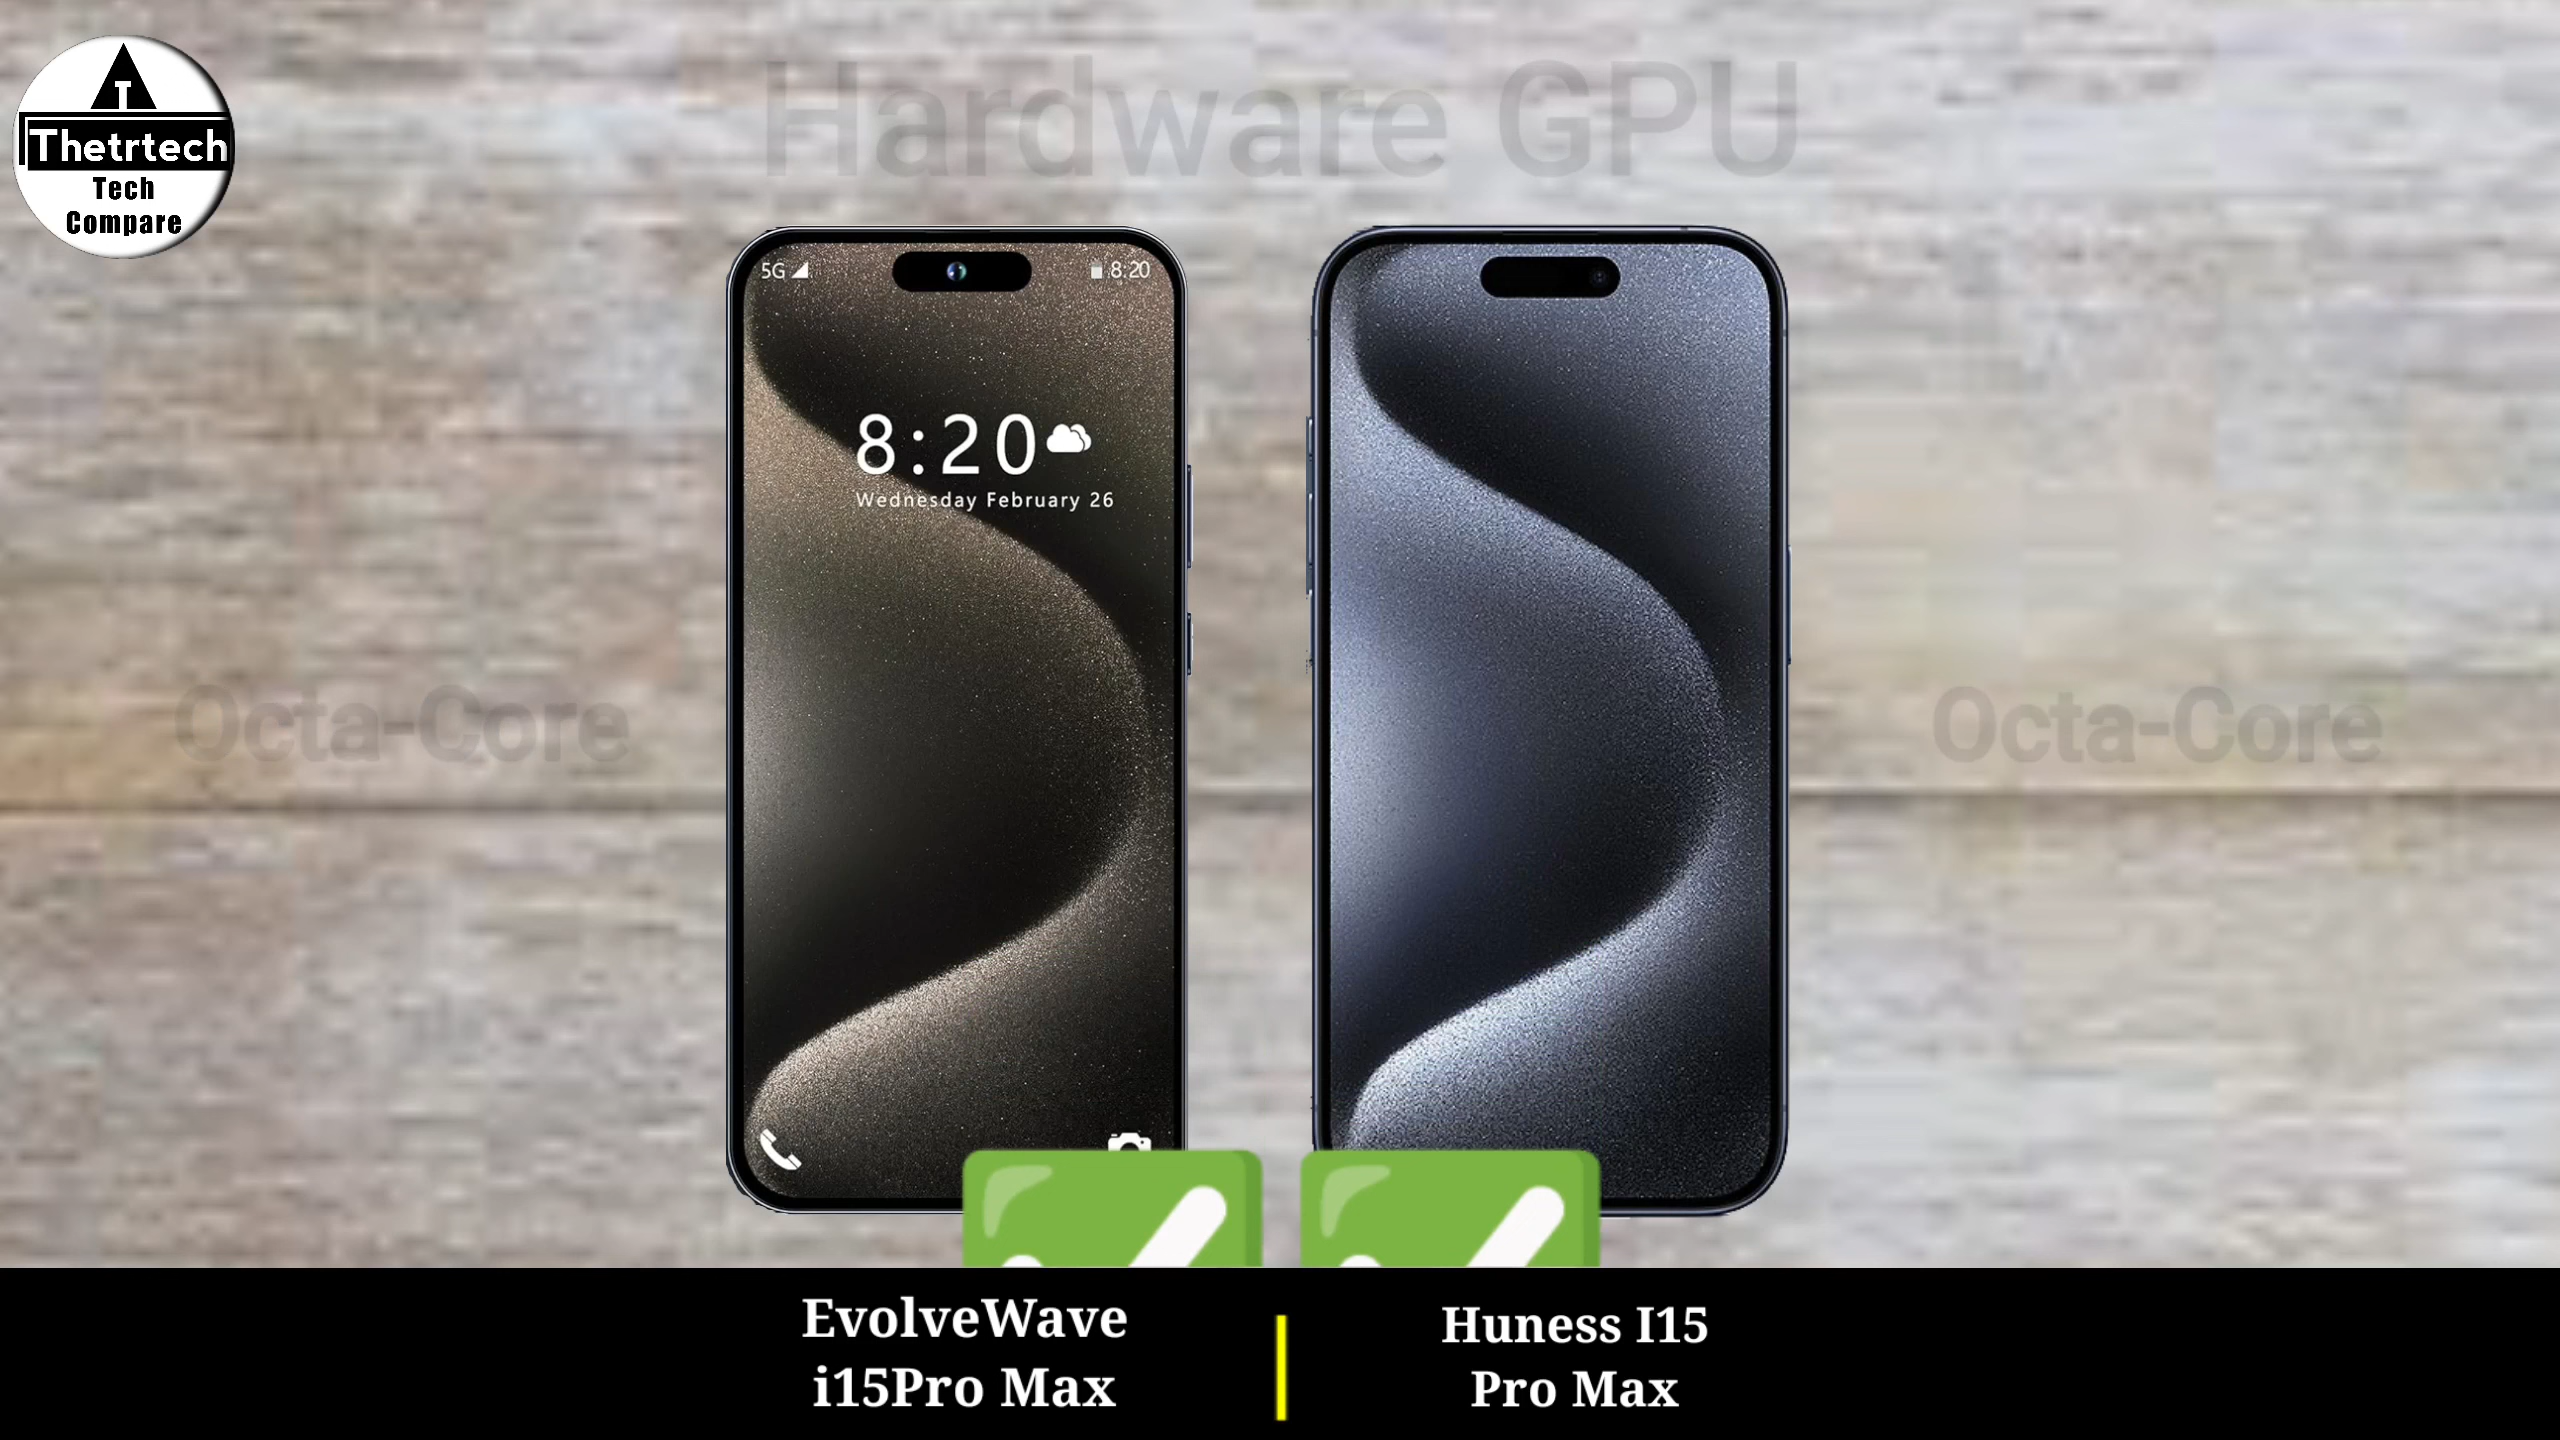 T
Thetrtech
Tech
Compare
Hardware GPU
5G
8:20
8:20
Wednesday February 26
Octa-Core
Octa-Core
EvolveWave
i15Pro Max
Huness I15
Pro Max